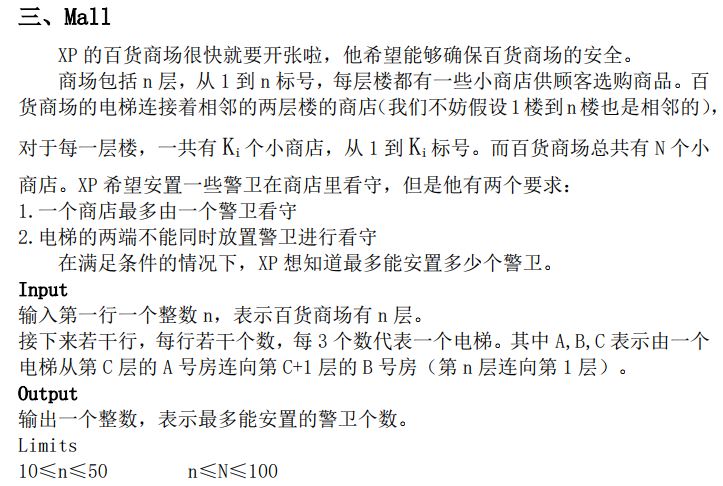 三、Mall
XP 的百货商场很快就要开张啦，他希望能够确保百货商场的安全。
商场包括 n 层，从 1 到 n 标号，每层楼都有一些小商店供顾客选购商品。百
货商场的电梯连接着相邻的两层楼的商店（我们不妨假设 1 楼到 n 楼也是相邻的），
对于每一层楼，一共有 Ki 个小商店，从 1 到 Ki 标号。而百货商场总共有 N 个小
商店。XP 希望安置一些警卫在商店里看守，但是他有两个要求：
1.一个商店最多由一个警卫看守
2.电梯的两端不能同时放置警卫进行看守
在满足条件的情况下，XP 想知道最多能安置多少个警卫。
Input
输入第一行一个整数 n，表示百货商场有 n 层。
接下来若干行，每行若干个数，每 3 个数代表一个电梯。其中 A,B,C 表示由一个
电梯从第 C 层的 A 号房连向第 C+1 层的 B 号房（第 n 层连向第 1 层）。
Output
输出一个整数，表示最多能安置的警卫个数。
Limits
10≤n≤50 n≤N≤100